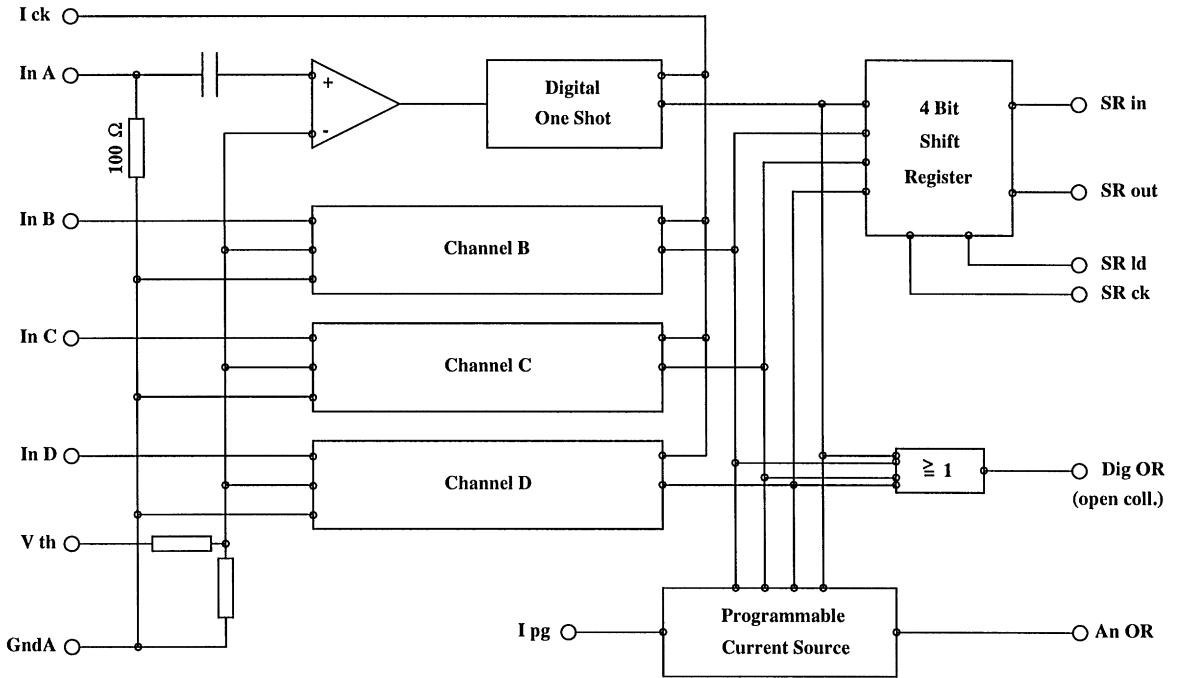 I ck
In A
+
-
100 Ω
Digital
One Shot
4 Bit
Shift
Register
SR in
SR out
SR ld
SR ck
In B
Channel B
In C
Channel C
In D
Channel D
≧ 1
Dig OR
(open coll.)
V th
GndA
I pg
Programmable
Current Source
An OR